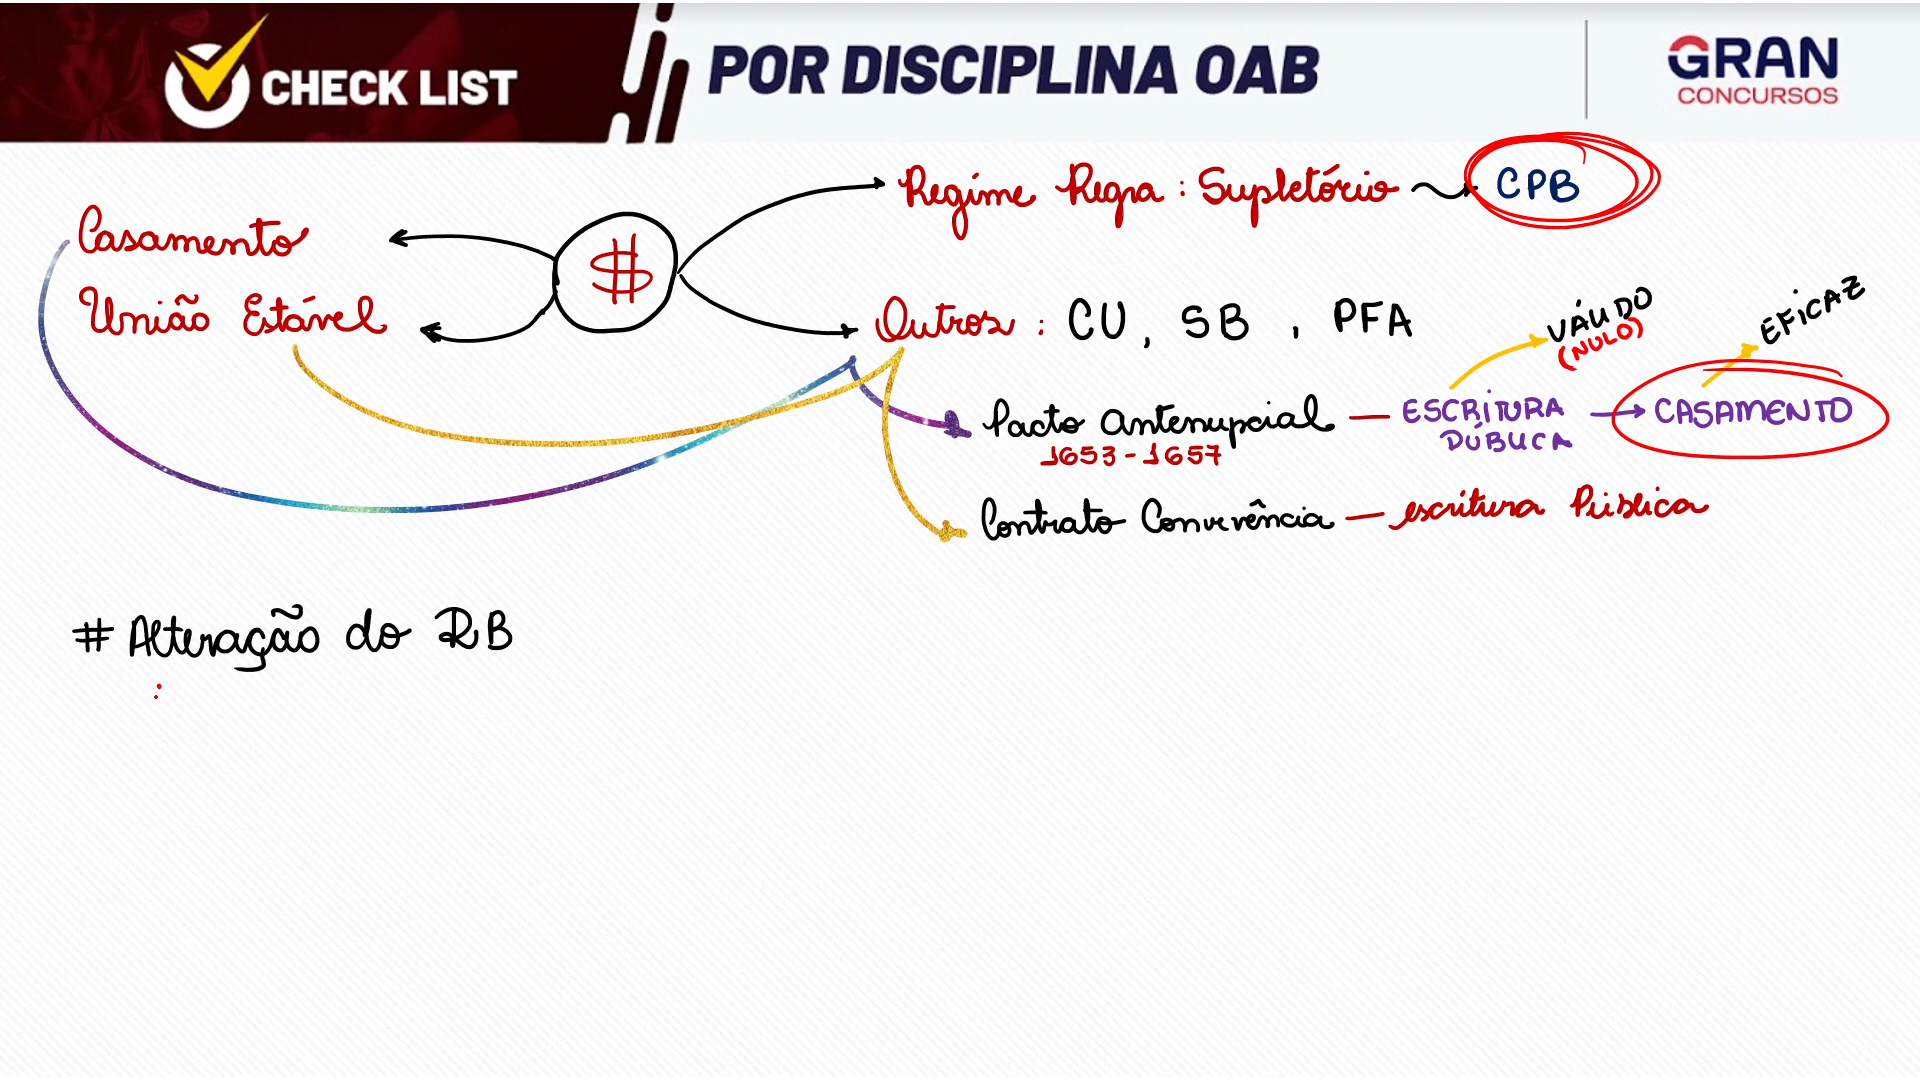 CHECK LIST
POR DISCIPLINA OAB
GRAN
CONCURSOS
Regime Regra : Supletório
CPB
Casamento
$
União Estável
Outros : CU, SB, PFA
VÁLIDO
(NULO)
EFICAZ
Pacto Antenupcial — ESCRITURA
PÚBLICA
CASAMENTO
1653-1657
Contrato Convivência — escritura Pública
# Alteração do RB
: